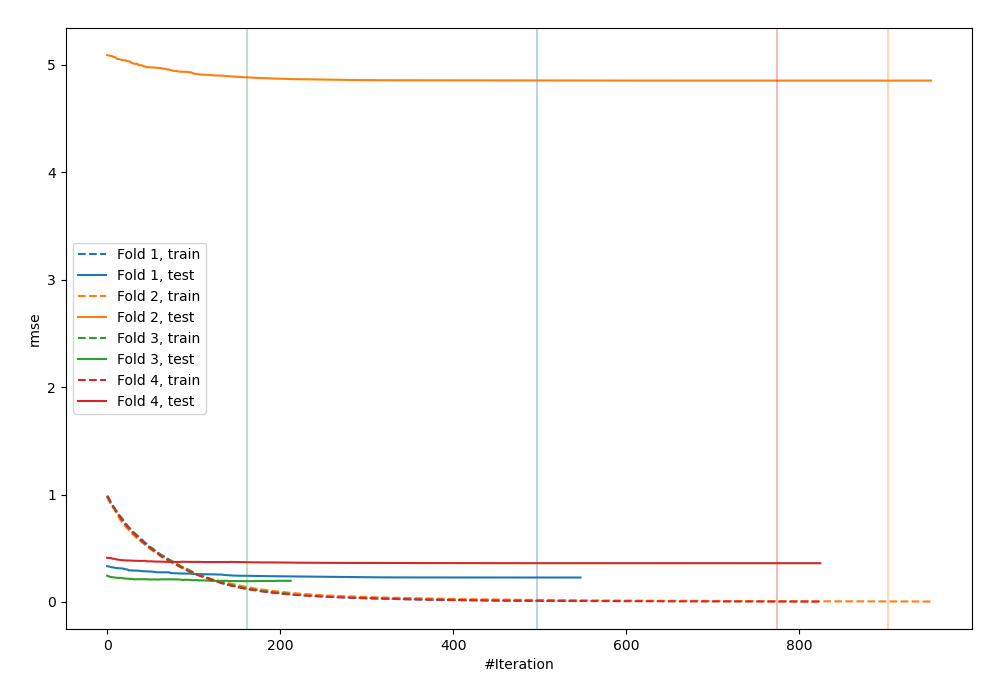 5
4
3
2
1
0
rmse
Fold 1, train
Fold 1, test
Fold 2, train
Fold 2, test
Fold 3, train
Fold 3, test
Fold 4, train
Fold 4, test
0 200 400 600 800
#Iteration